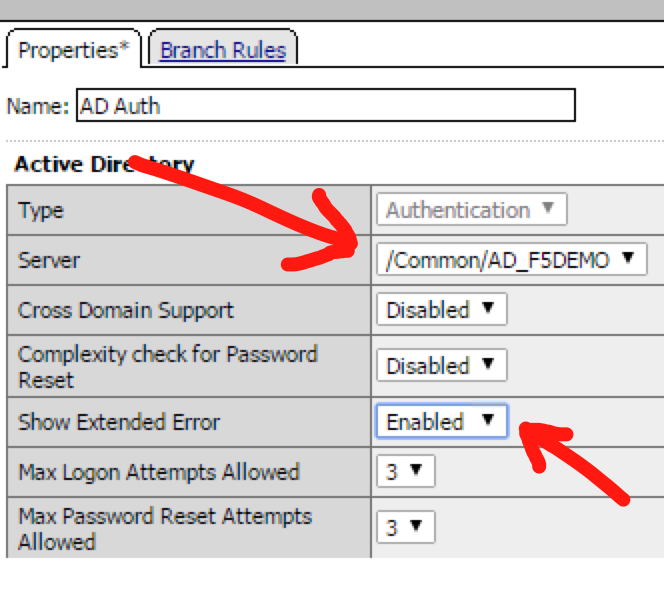 Properties* Branch Rules
Name: AD Auth
Active Directory
Type Authentication
Server /Common/AD_F5DEMO
Cross Domain Support Disabled
Complexity check for Password
Reset Disabled
Show Extended Error Enabled
Max Logon Attempts Allowed 3
Max Password Reset Attempts
Allowed 3